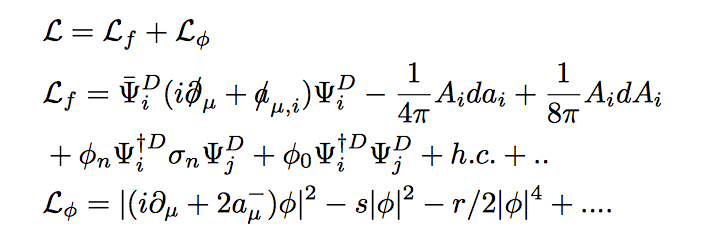 ℒ = ℒ_f + ℒ_ϕ
ℒ_f = Ψ̄_i^D (i∂̸_μ + a̸_{μ,i})Ψ_i^D − 1/4π A_i da_i + 1/8π A_i dA_i
+ ϕ_n Ψ_i^{†D} σ_n Ψ_j^D + ϕ_0 Ψ_i^{†D} Ψ_j^D + h.c. + ..
ℒ_ϕ = |(i∂_μ + 2a_μ^−)ϕ|^2 − s|ϕ|^2 − r/2|ϕ|^4 + ....